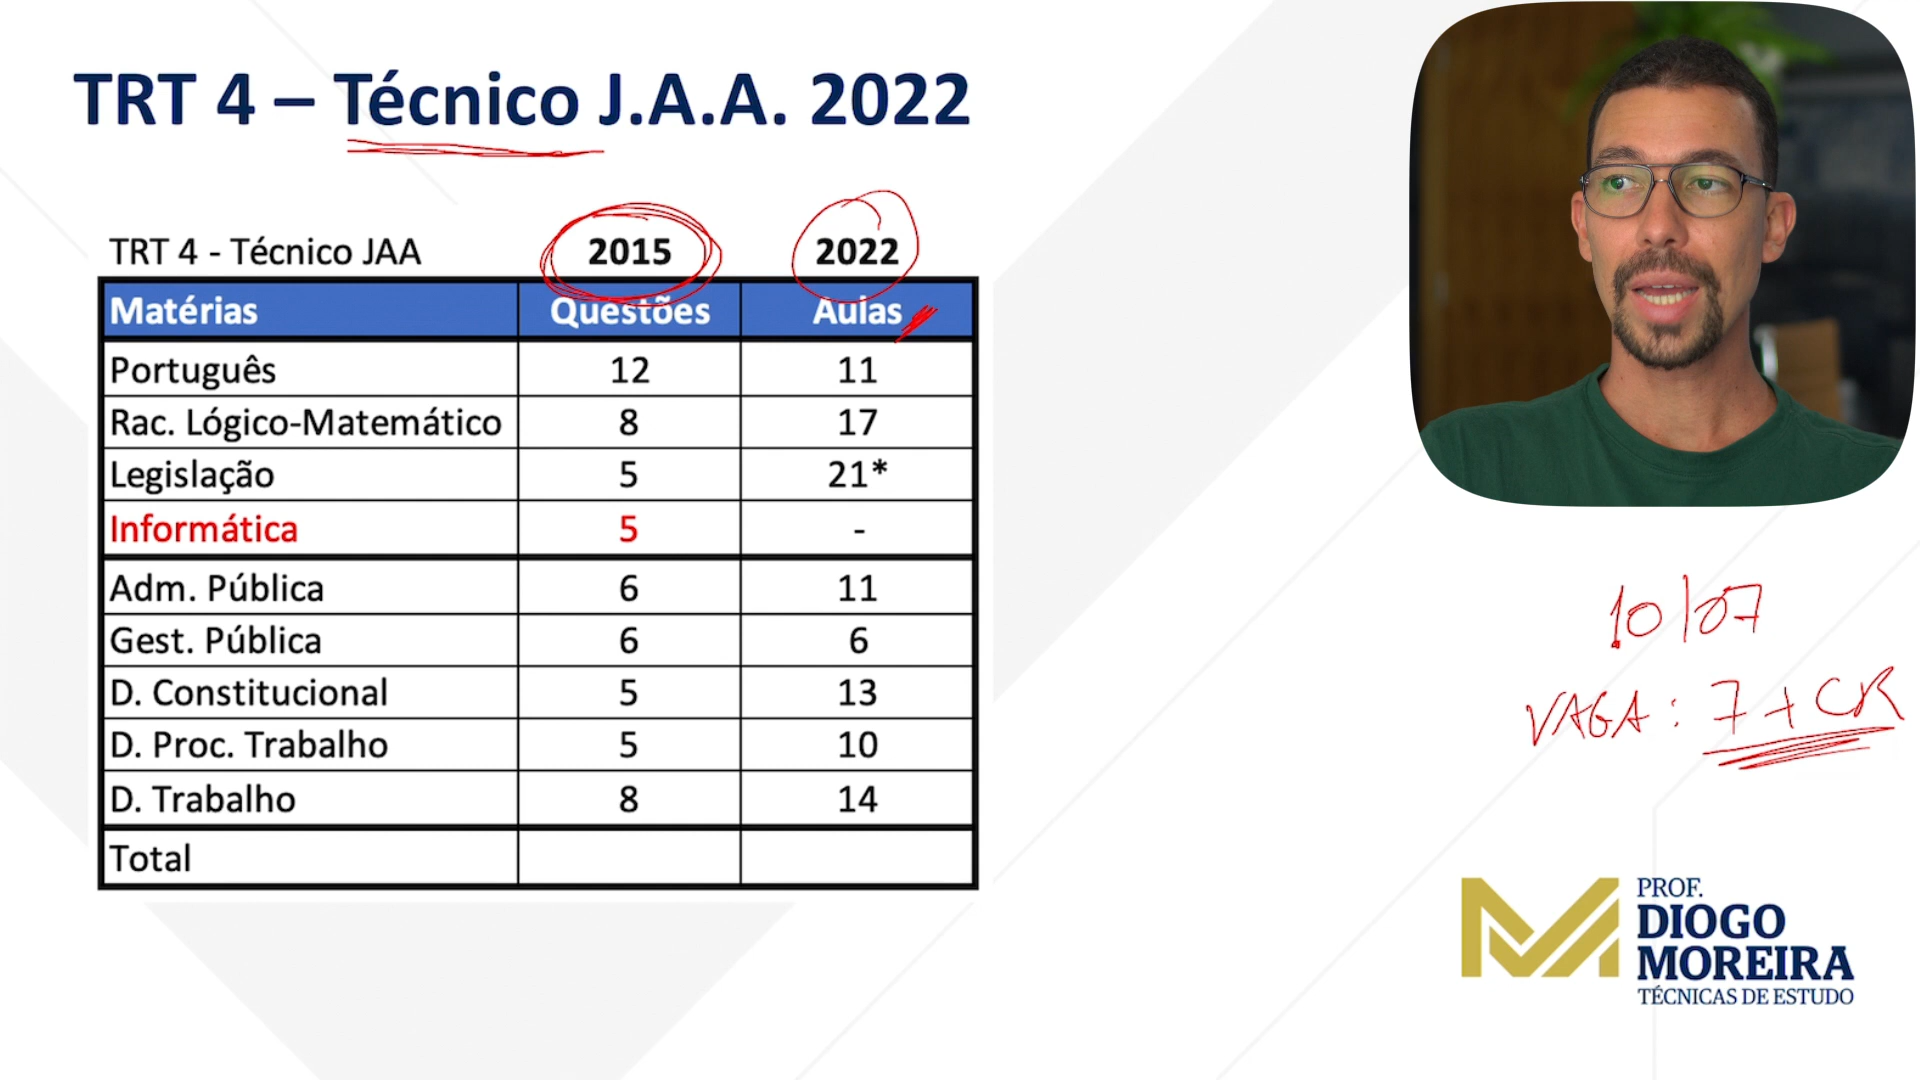 TRT 4 – Técnico J.A.A. 2022
TRT 4 - Técnico JAA 2015 2022
Matérias Questões Aulas
Português 12 11
Rac. Lógico-Matemático 8 17
Legislação 5 21*
Informática 5 -
Adm. Pública 6 11
Gest. Pública 6 6
D. Constitucional 5 13
D. Proc. Trabalho 5 10
D. Trabalho 8 14
Total
10/07
VAGA: 7 + CR
PROF.
DIOGO
MOREIRA
TÉCNICAS DE ESTUDO